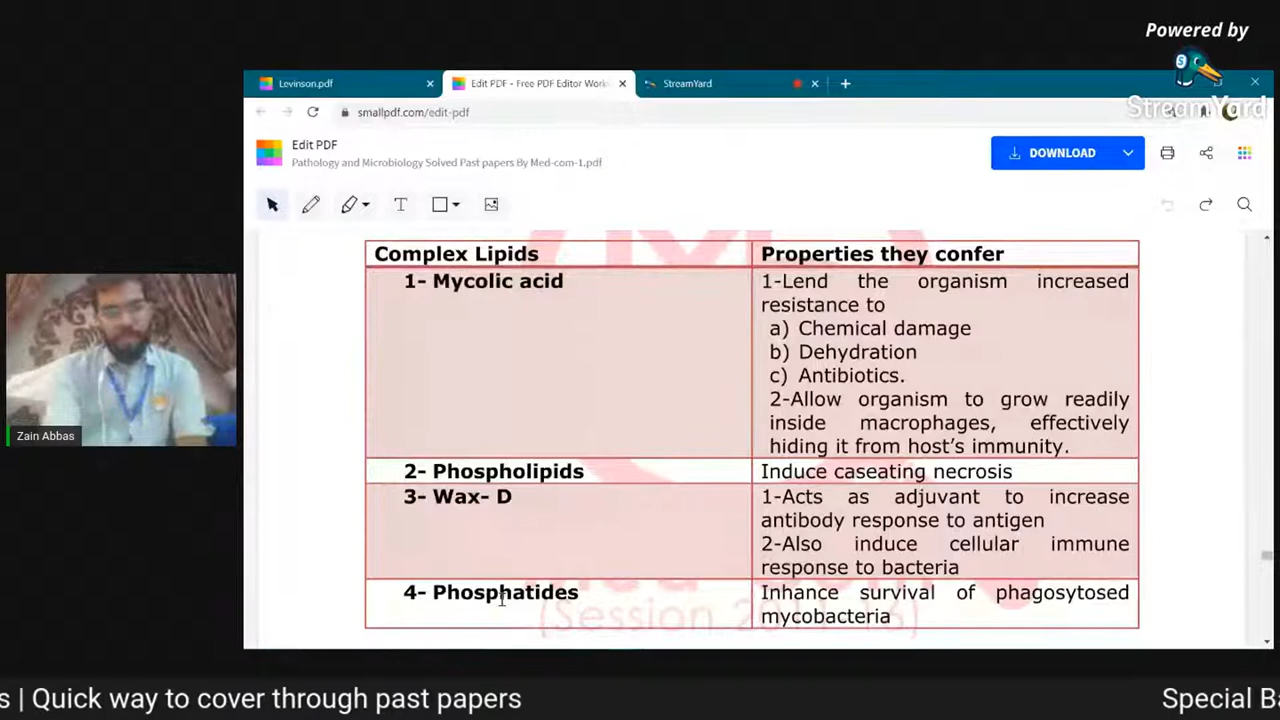 Powered by
StreamYard
Levinson.pdf
Edit PDF - Free PDF Editor Work
StreamYard
smallpdf.com/edit-pdf
Edit PDF
Pathology and Microbiology Solved Past papers By Med-com-1.pdf
DOWNLOAD
Complex Lipids
Properties they confer
1- Mycolic acid
1-Lend the organism increased
resistance to
a) Chemical damage
b) Dehydration
c) Antibiotics.
2-Allow organism to grow readily
inside macrophages, effectively
hiding it from host's immunity.
2- Phospholipids
Induce caseating necrosis
3- Wax- D
1-Acts as adjuvant to increase
antibody response to antigen
2-Also induce cellular immune
response to bacteria
4- Phosphatides
Inhance survival of phagosytosed
mycobacteria
Zain Abbas
s | Quick way to cover through past papers
Special Ba